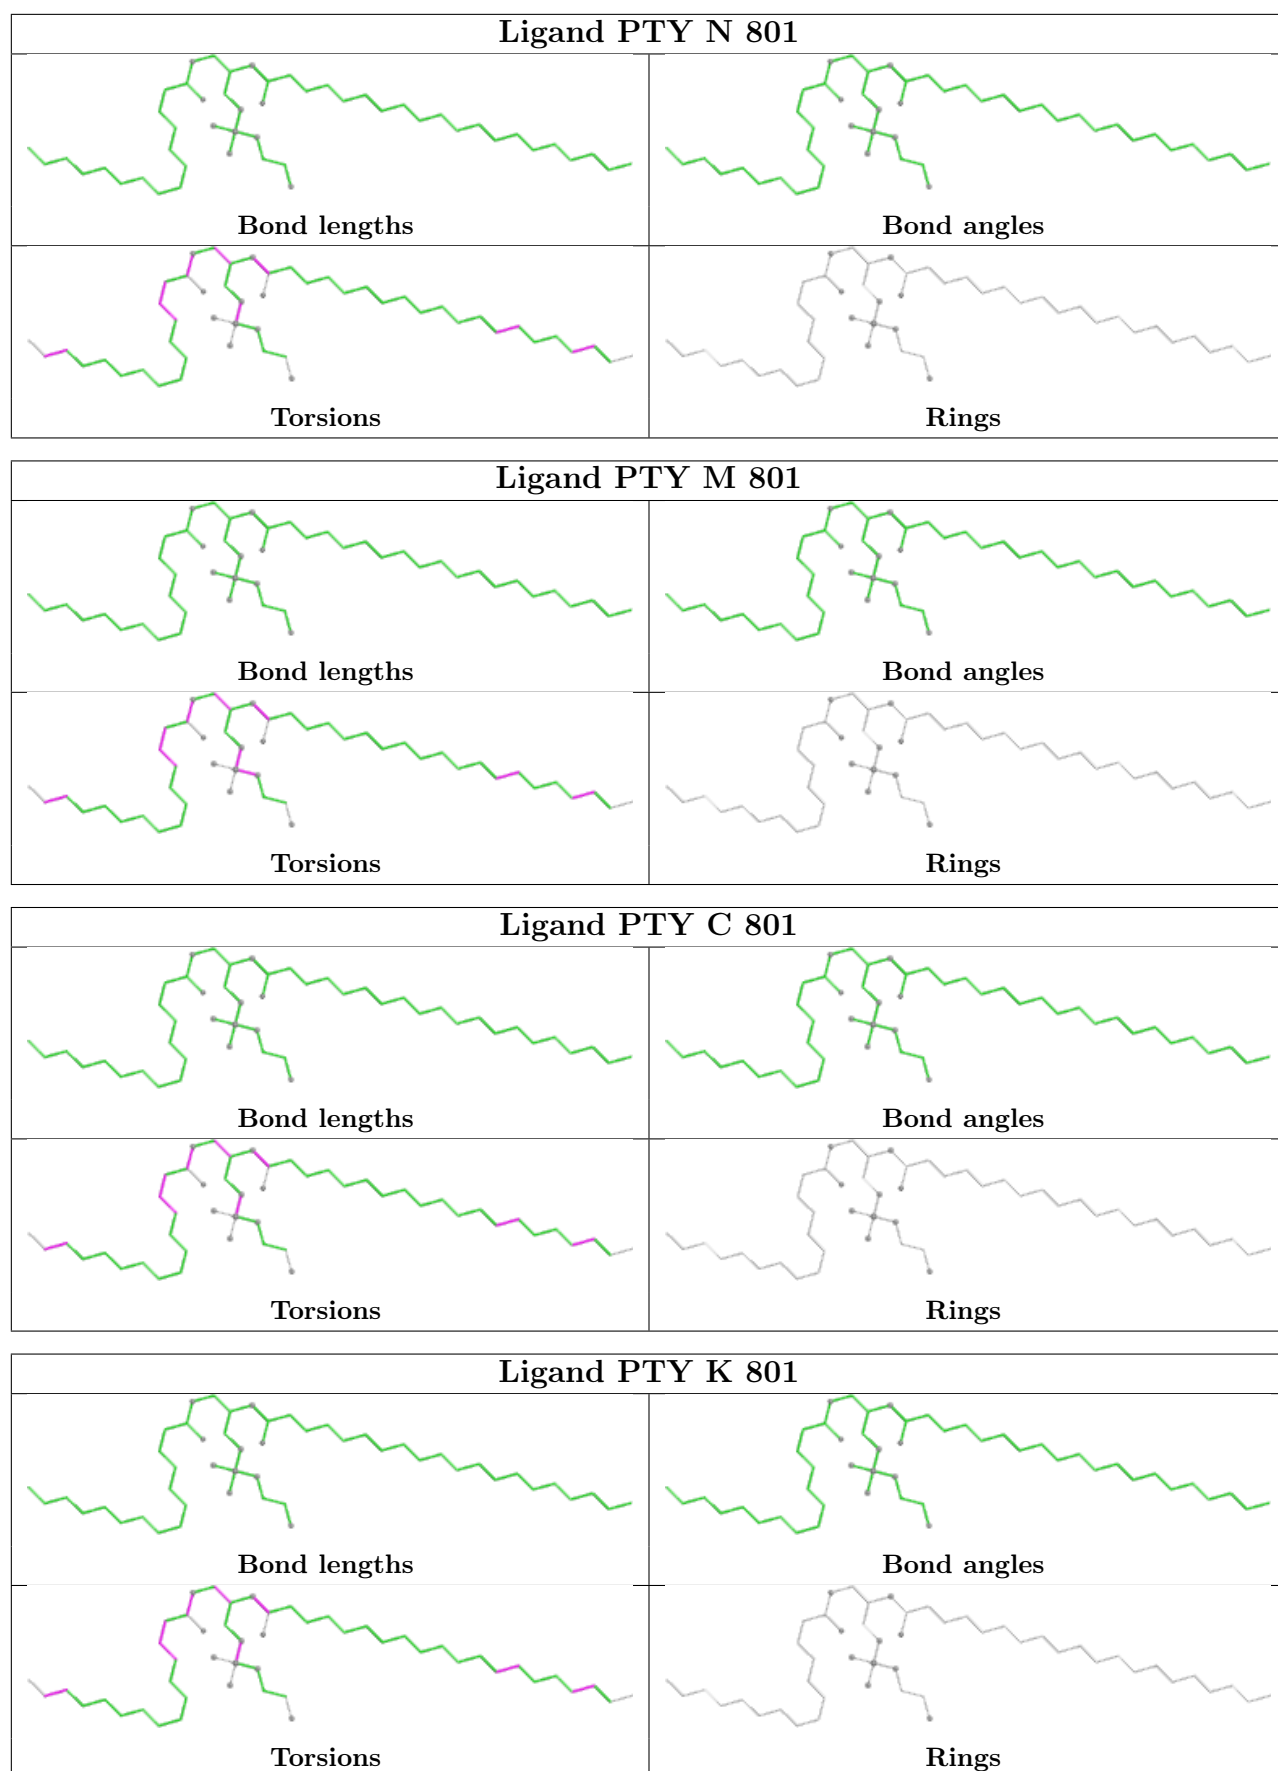 Ligand PTY N 801
Bond lengths
Bond angles
Torsions
Rings
Ligand PTY M 801
Bond lengths
Bond angles
Torsions
Rings
Ligand PTY C 801
Bond lengths
Bond angles
Torsions
Rings
Ligand PTY K 801
Bond lengths
Bond angles
Torsions
Rings